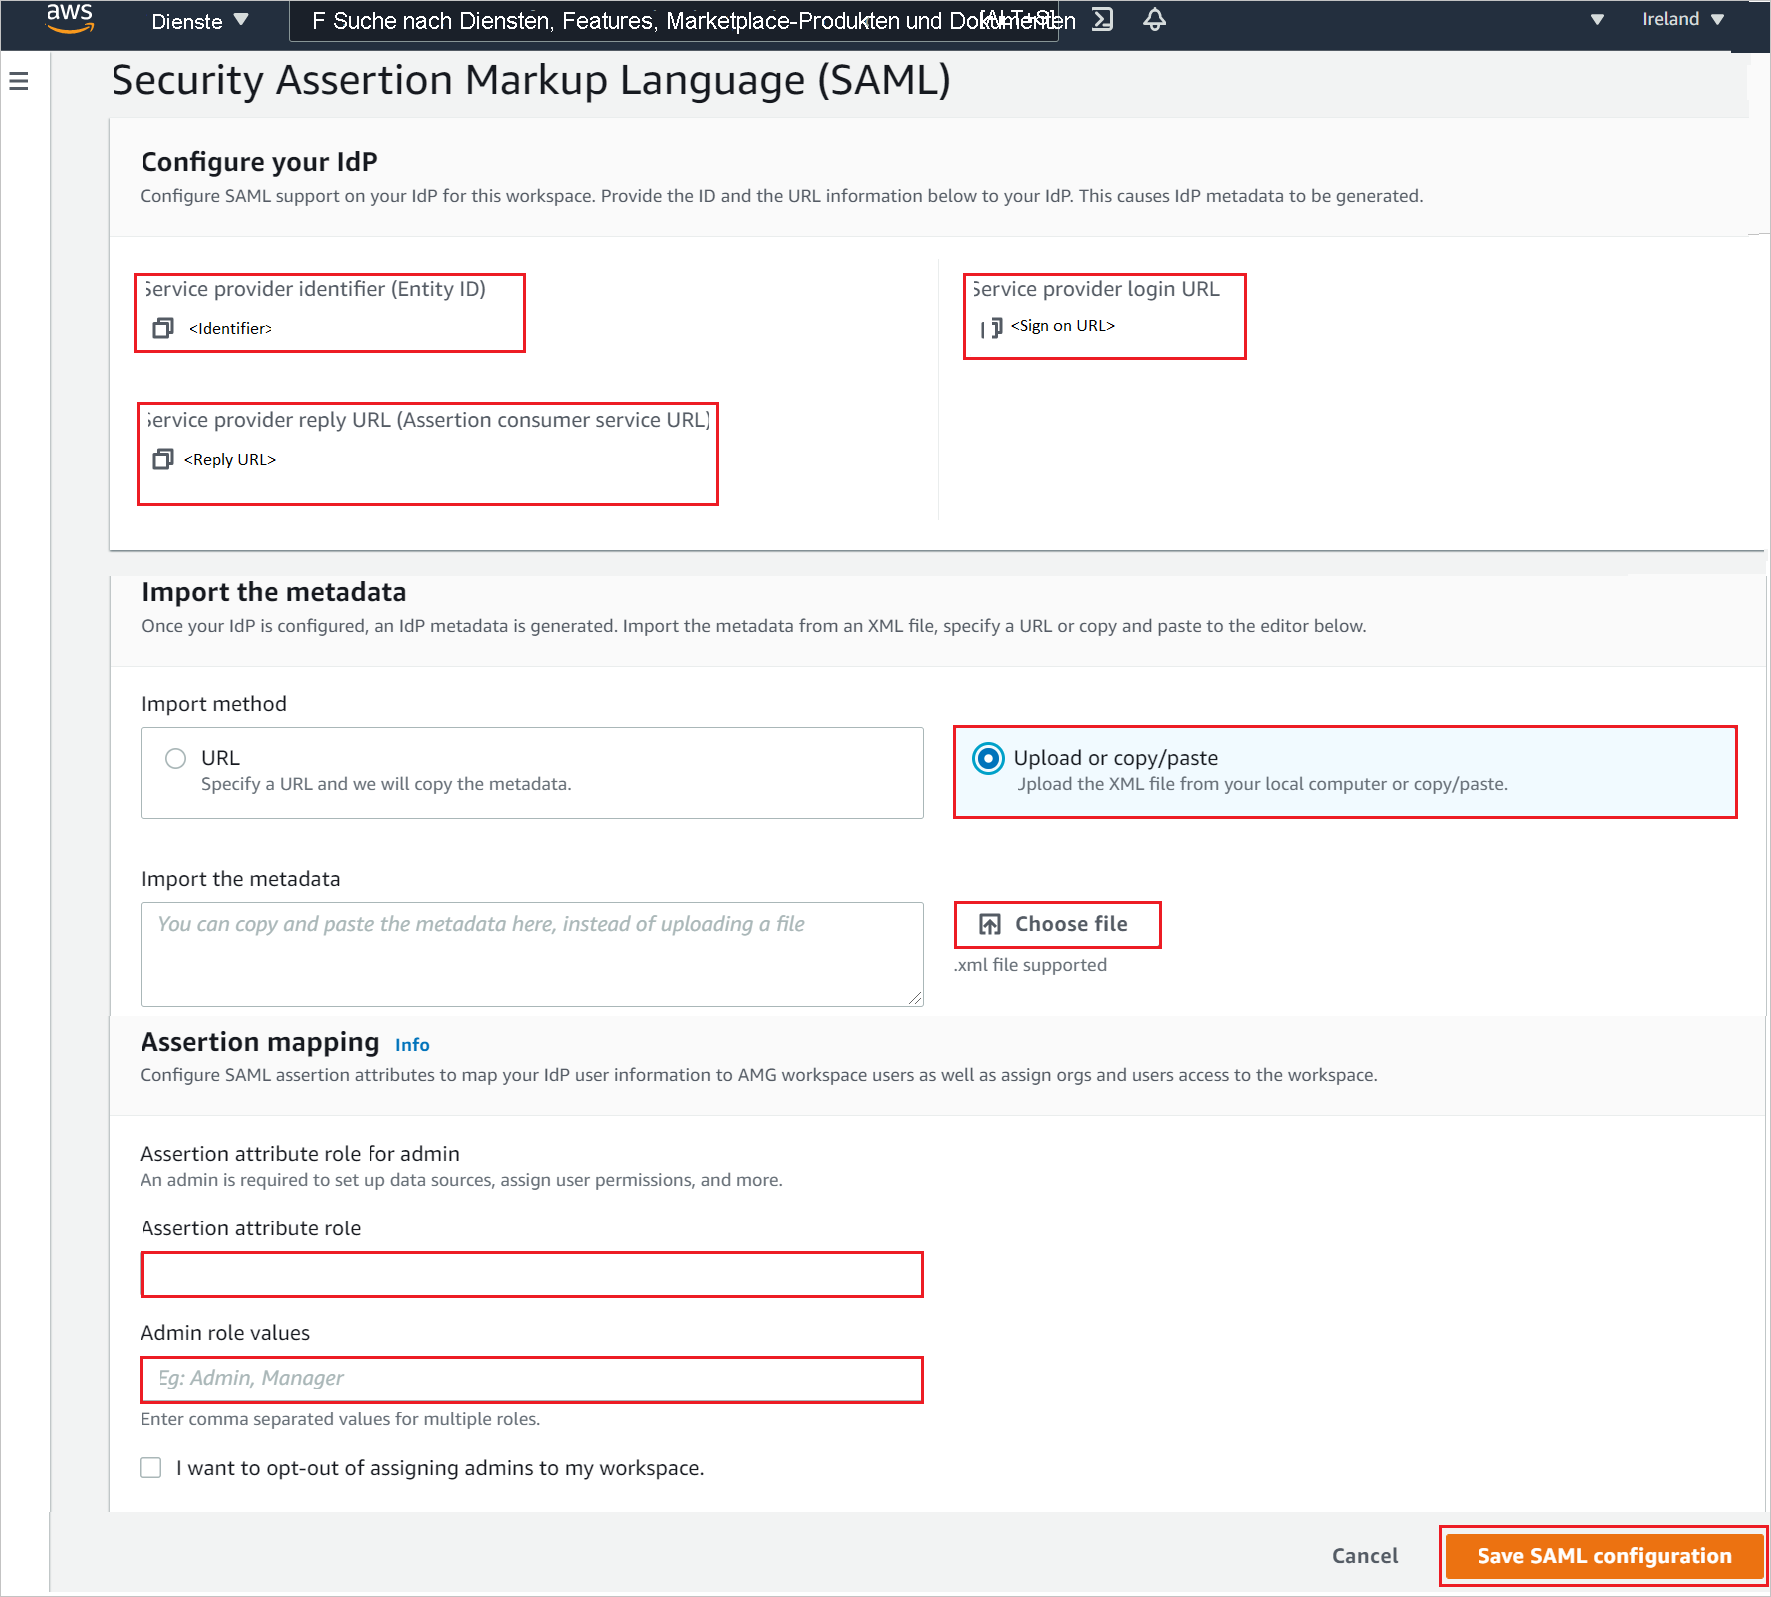 aws
Dienste
F Suche nach Diensten, Features, Marketplace-Produkten und Dokumenten
Ireland
Security Assertion Markup Language (SAML)
Configure your IdP
Configure SAML support on your IdP for this workspace. Provide the ID and the URL information below to your IdP. This causes IdP metadata to be generated.
Service provider identifier (Entity ID)
<Identifier>
Service provider login URL
<Sign on URL>
Service provider reply URL (Assertion consumer service URL)
<Reply URL>
Import the metadata
Once your IdP is configured, an IdP metadata is generated. Import the metadata from an XML file, specify a URL or copy and paste to the editor below.
Import method
URL
Specify a URL and we will copy the metadata.
Upload or copy/paste
Upload the XML file from your local computer or copy/paste.
Import the metadata
You can copy and paste the metadata here, instead of uploading a file
Choose file
.xml file supported
Assertion mapping Info
Configure SAML assertion attributes to map your IdP user information to AMG workspace users as well as assign orgs and users access to the workspace.
Assertion attribute role for admin
An admin is required to set up data sources, assign user permissions, and more.
Assertion attribute role
Admin role values
Eg: Admin, Manager
Enter comma separated values for multiple roles.
I want to opt-out of assigning admins to my workspace.
Cancel
Save SAML configuration